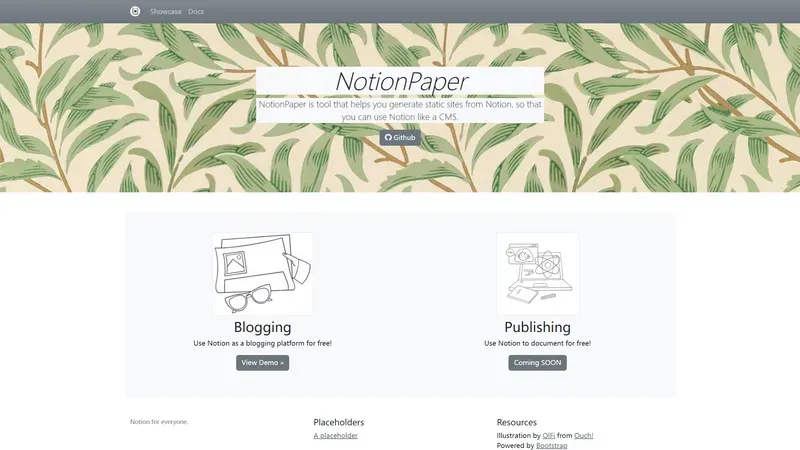 Showcase Docs
NotionPaper
NotionPaper is tool that helps you generate static sites from Notion, so that
you can use Notion like a CMS.
Github
Blogging
Use Notion as a blogging platform for free!
View Demo »
Publishing
Use Notion to document for free!
Coming SOON
Notion for everyone.
Placeholders
A placeholder
Resources
Illustration by OlFi from Ouch!
Powered by Bootstrap